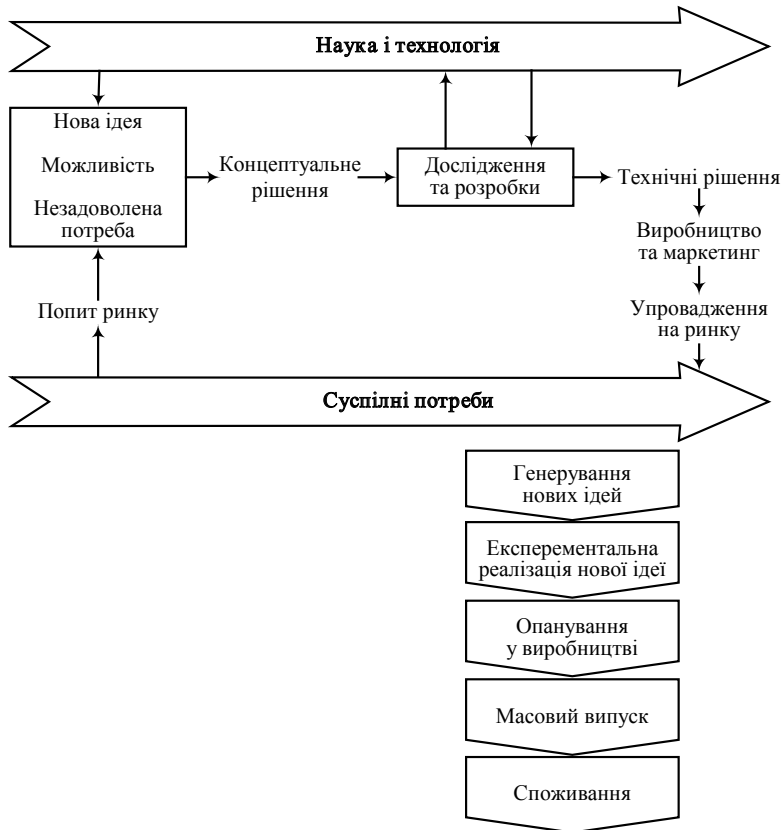 Наука і технологія
Нова ідея
Можливість
Незадоволена
потреба
Концептуальне
рішення
Дослідження
та розробки
Технічні рішення
Виробництво
та маркетинг
Упровадження
на ринку
Попит ринку
Суспілні потреби
Генерування
нових ідей
Експерементальна
реалізація нової ідеї
Опанування
у виробництві
Масовий випуск
Споживання